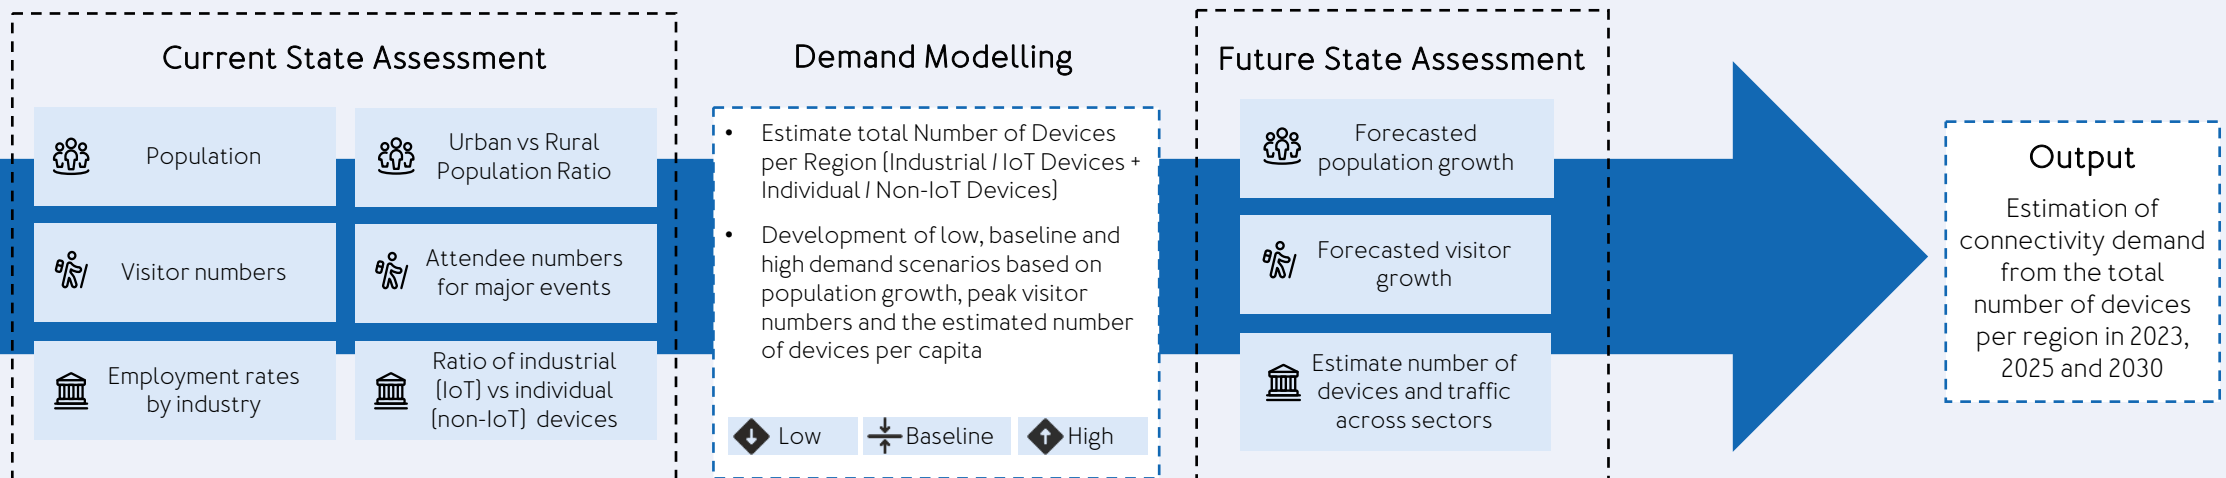 Current State Assessment
Population
Urban vs Rural
Population Ratio
Visitor numbers
Attendee numbers
for major events
Employment rates
by industry
Ratio of industrial
(IoT) vs individual
(non-IoT) devices
Demand Modelling
• Estimate total Number of Devices
per Region (Industrial / IoT Devices +
Individual / Non-IoT Devices)
• Development of low, baseline and
high demand scenarios based on
population growth, peak visitor
numbers and the estimated number
of devices per capita
Low
Baseline
High
Future State Assessment
Forecasted
population growth
Forecasted visitor
growth
Estimate number of
devices and traffic
across sectors
Output
Estimation of
connectivity demand
from the total
number of devices
per region in 2023,
2025 and 2030